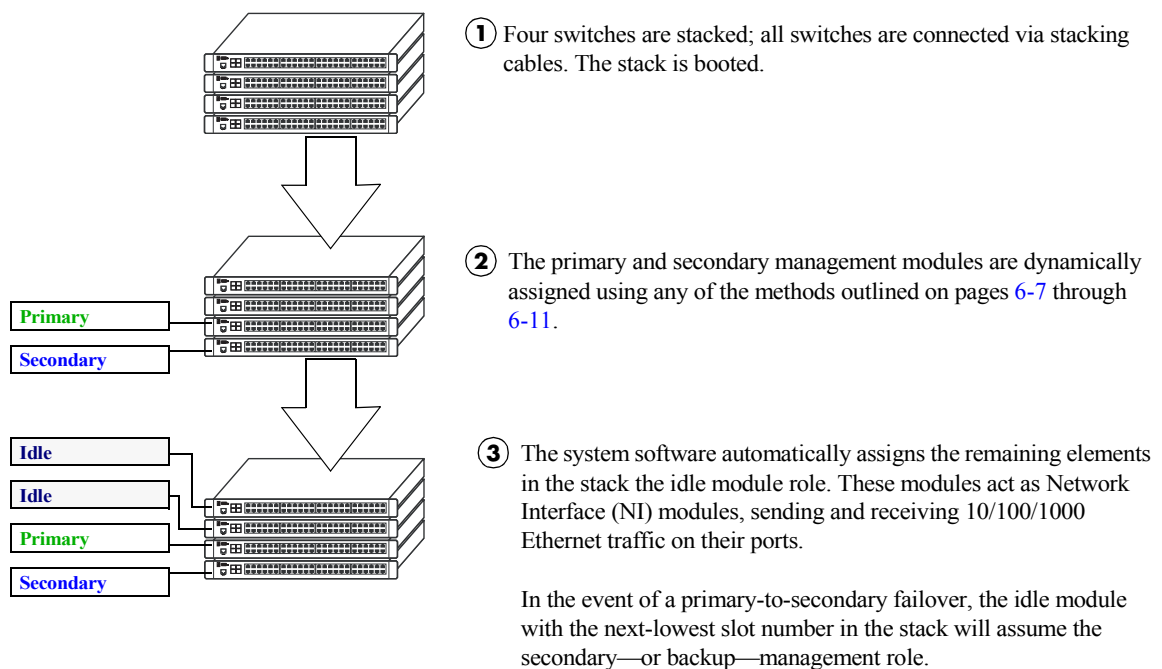 1 Four switches are stacked; all switches are connected via stacking
cables. The stack is booted.
2 The primary and secondary management modules are dynamically
assigned using any of the methods outlined on pages 6-7 through
6-11.
Primary
Secondary
Idle
Idle
Primary
Secondary
3 The system software automatically assigns the remaining elements
in the stack the idle module role. These modules act as Network
Interface (NI) modules, sending and receiving 10/100/1000
Ethernet traffic on their ports.
In the event of a primary-to-secondary failover, the idle module
with the next-lowest slot number in the stack will assume the
secondary—or backup—management role.